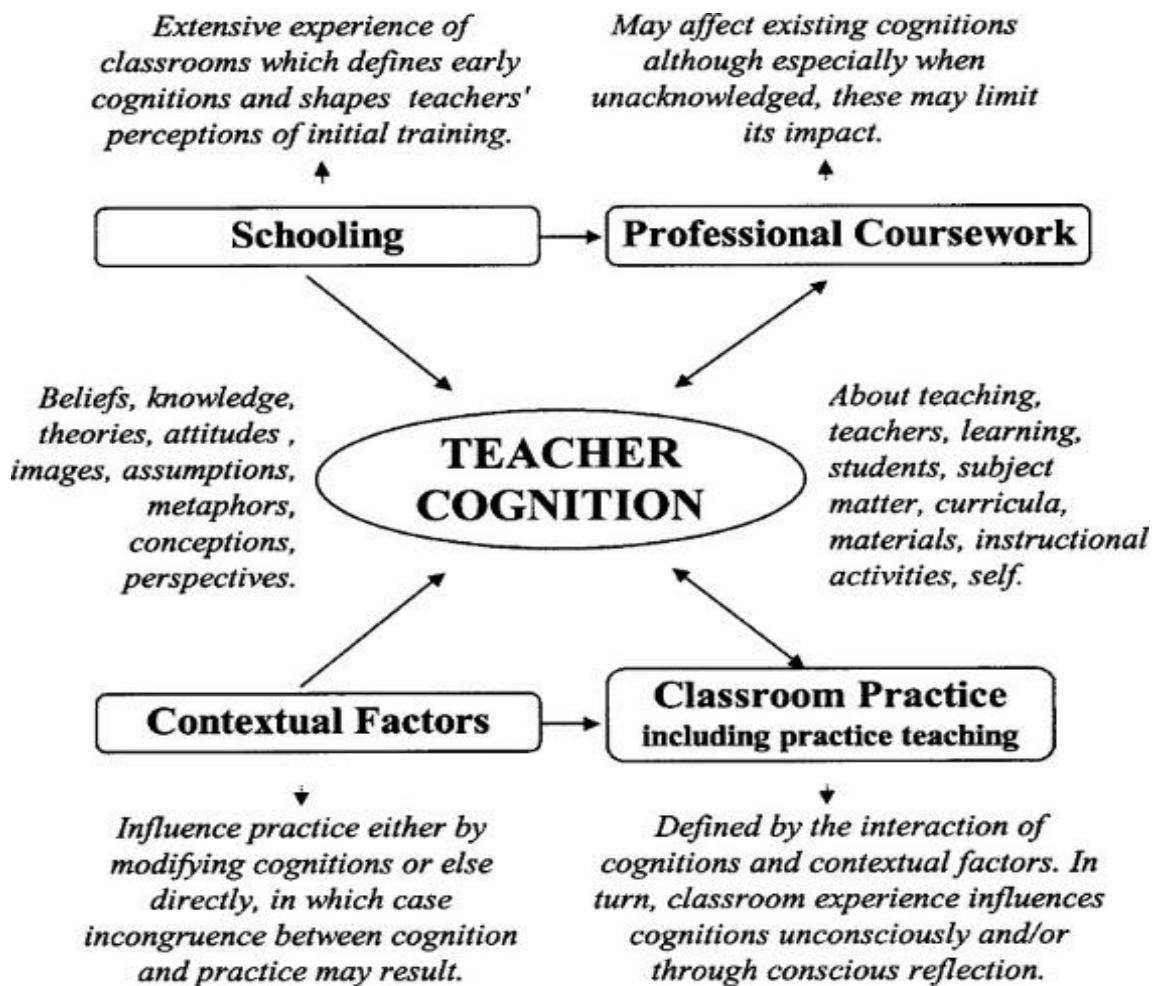 Extensive experience of
classrooms which defines early
cognitions and shapes teachers'
perceptions of initial training.
May affect existing cognitions
although especially when
unacknowledged, these may limit
its impact.
Schooling
Professional Coursework
Beliefs, knowledge,
theories, attitudes ,
images, assumptions,
metaphors,
conceptions,
perspectives.
TEACHER
COGNITION
About teaching,
teachers, learning,
students, subject
matter, curricula,
materials, instructional
activities, self.
Contextual Factors
Classroom Practice
including practice teaching
Influence practice either by
modifying cognitions or else
directly, in which case
incongruence between cognition
and practice may result.
Defined by the interaction of
cognitions and contextual factors. In
turn, classroom experience influences
cognitions unconsciously and/or
through conscious reflection.